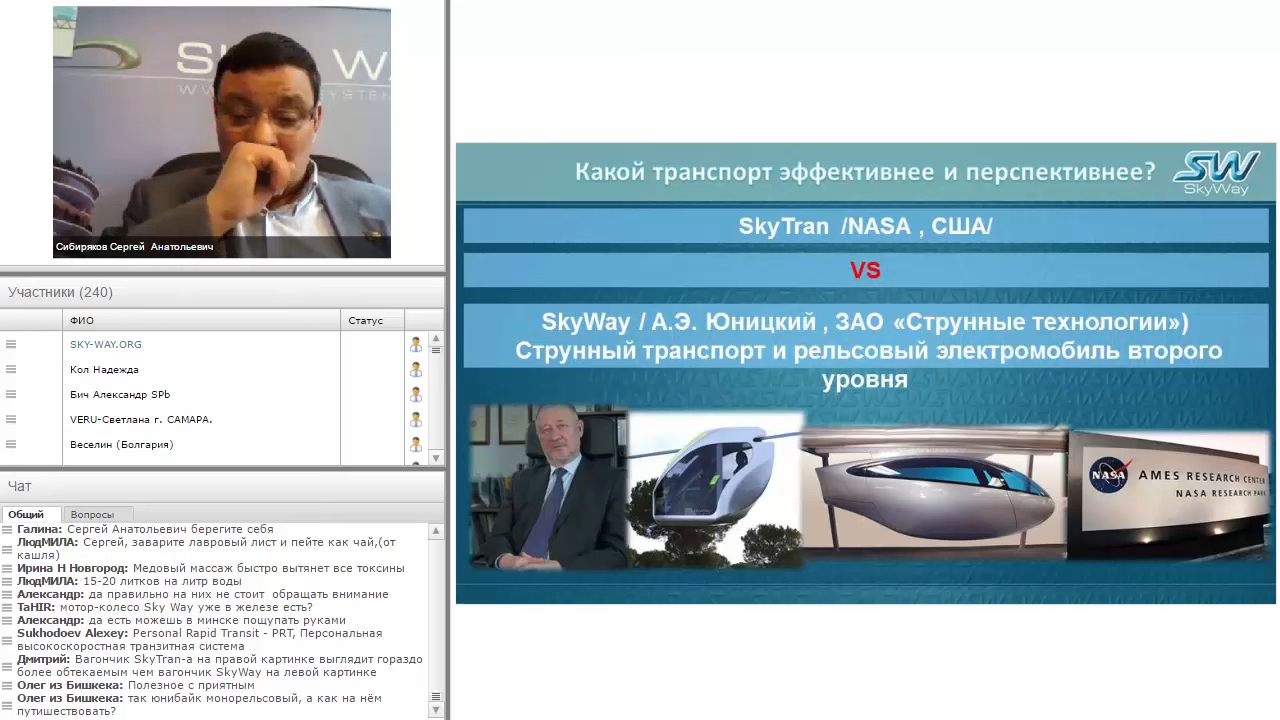 SKY WA
WWW.
YSTEM
Сибиряков Сергей Анатольевич
Участники (240)
ФИО
Статус
SKY-WAY.ORG
Кол Надежда
Бич Александр SPb
VERU-Светлана г. САМАРА.
Веселин (Болгария)
Чат
Общий
Вопросы
Галина: Сергей Анатольевич берегите себя
ЛюдМИЛА: Сергей, заварите лавровый лист и пейте как чай,(от
кашля)
Ирина Н Новгород: Медовый массаж быстро вытянет все токсины
ЛюдМИЛА: 15-20 литков на литр воды
Александр: да правильно на них не стоит обращать внимание
TaHIR: мотор-колесо Sky Way уже в железе есть?
Александр: да есть можешь в минске пощупать руками
Sukhodoev Alexey: Personal Rapid Transit - PRT, Персональная
высокоскоростная транзитная система
Дмитрий: Вагончик SkyTran-а на правой картинке выглядит гораздо
более обтекаемым чем вагончик SkyWay на левой картинке
Олег из Бишкека: Полезное с приятным
Олег из Бишкека: так юнибайк монорельсовый, а как на нём
путишествовать?
Какой транспорт эффективнее и перспективнее?
SW
SkyWay
SkyTran /NASA , США/
VS
SkyWay / А.Э. Юницкий , ЗАО «Струнные технологии»)
Струнный транспорт и рельсовый электромобиль второго
уровня
NASA
AMES RESEARCH CENTER
NASA RESEARCH PARK